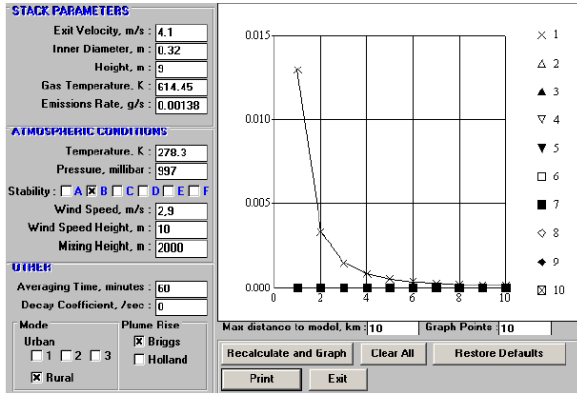 STACK PARAMETERS
Exit Velocity, m/s : 4.1
Inner Diameter, m : 0.32
Height, m : 9
Gas Temperature, K : 614.45
Emissions Rate, g/s : 0.00138
ATMOSPHERIC CONDITIONS
Temperature, K : 278.3
Pressure, millibar : 997
Stability : A B C D E F
Wind Speed, m/s : 2,9
Wind Speed Height, m : 10
Mixing Height, m : 2000
OTHER
Averaging Time, minutes : 60
Decay Coefficient, /sec : 0
Mode
Urban
1 2 3
Rural
Plume Rise
Briggs
Holland
0.015
0.010
0.005
0.000
0 2 4 6 8 10
1
2
3
4
5
6
7
8
9
10
Max distance to model, km : 10 Graph Points : 10
Recalculate and Graph Clear All Restore Defaults
Print Exit